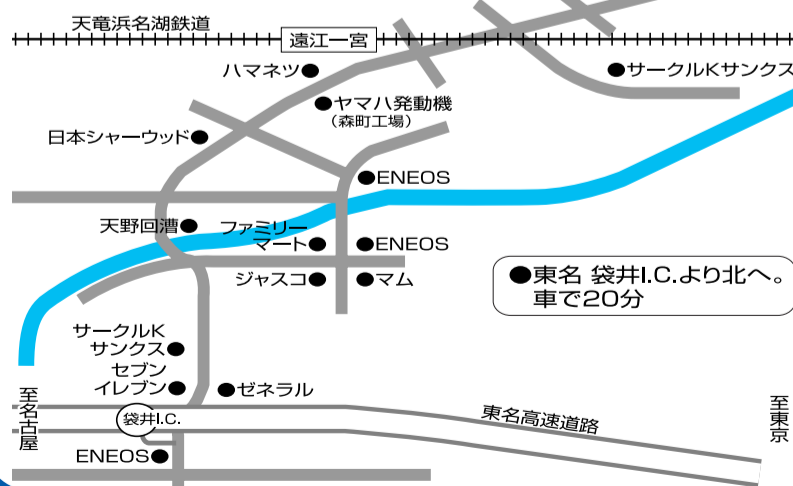 天竜浜名湖鉄道
遠江一宮
ハマネツ●
●サークルKサンクス
●ヤマハ発動機
(森町工場)
日本シャーウッド●
●ENEOS
天野回漕●
ファミリー
マート●
●ENEOS
ジャスコ●
●マム
●東名 袋井I.C.より北へ。
車で20分
サークルK
サンクス●
セブン
イレブン●
●ゼネラル
至名古屋
袋井I.C.
東名高速道路
至東京
ENEOS●